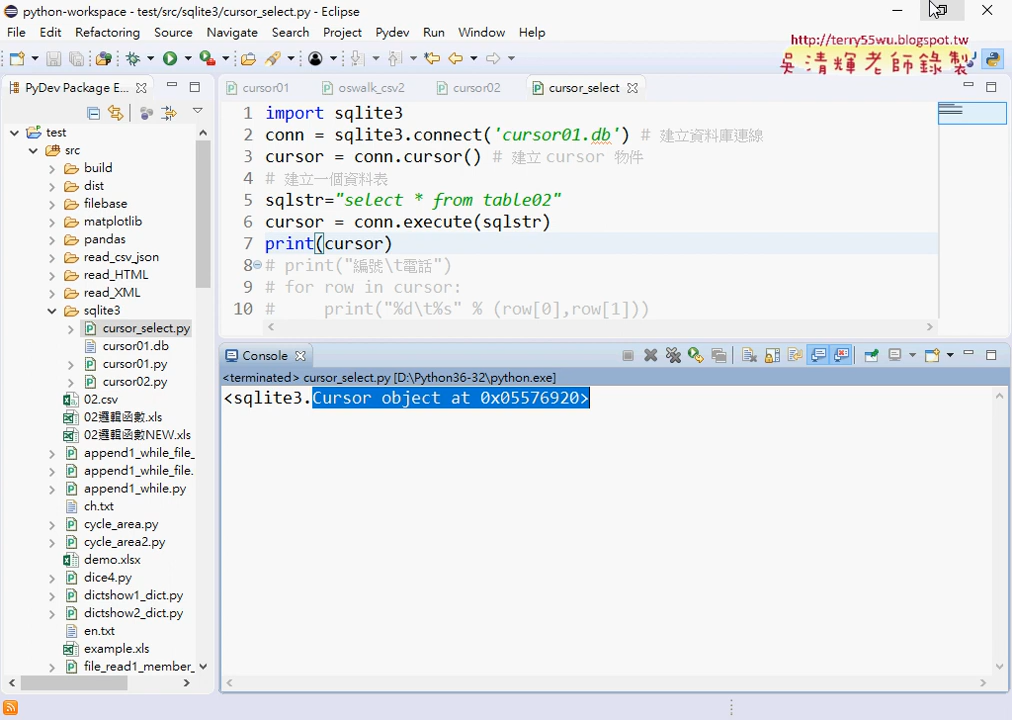 python-workspace - test/src/sqlite3/cursor_select.py - Eclipse
File Edit Refactoring Source Navigate Search Project Pydev Run Window Help
http://terry55wu.blogspot.tw
吳清輝老師錄製
PyDev Package E...
cursor01 oswalk_csv2 cursor02 cursor_select
test
src
build
dist
filebase
matplotlib
pandas
read_csv_json
read_HTML
read_XML
sqlite3
cursor_select.py
cursor01.db
cursor01.py
cursor02.py
02.csv
02邏輯函數.xls
02邏輯函數NEW.xls
append1_while_file_
append1_while_file.
append1_while.py
ch.txt
cycle_area.py
cycle_area2.py
demo.xlsx
dice4.py
dictshow1_dict.py
dictshow2_dict.py
en.txt
example.xls
file_read1_member_
1 import sqlite3
2 conn = sqlite3.connect('cursor01.db') # 建立資料庫連線
3 cursor = conn.cursor() # 建立 cursor 物件
4 # 建立一個資料表
5 sqlstr="select * from table02"
6 cursor = conn.execute(sqlstr)
7 print(cursor)
8 # print("編號\t電話")
9 # for row in cursor:
10 #     print("%d\t%s" % (row[0],row[1]))
Console
<terminated> cursor_select.py [D:\Python36-32\python.exe]
<sqlite3.Cursor object at 0x05576920>